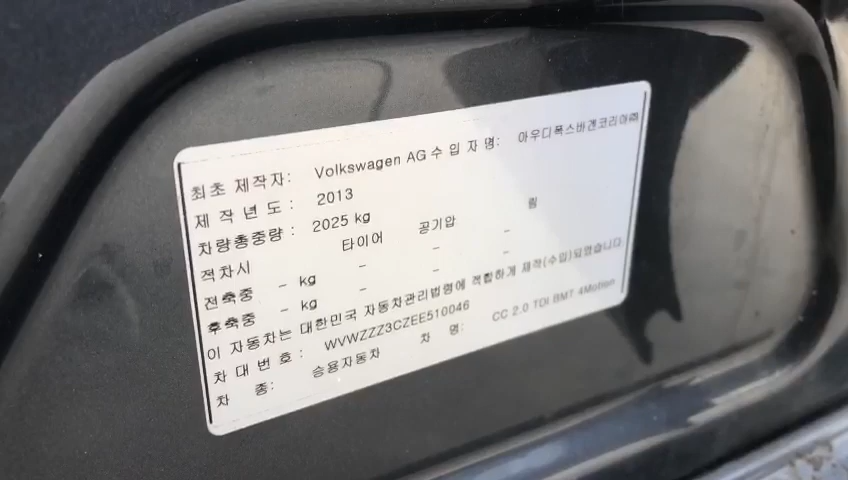 최초 제작자: Volkswagen AG 수 입 자 명: 아우디폭스바겐코리아㈜
제 작 년 도 : 2013
차량총중량 : 2025 kg
적차시 타이어 공기압 림
전축중 - kg - - -
후축중 - kg - - -
이 자동차는 대한민국 자동차관리법령에 적합하게 제작(수입)되었습니다
차 대 번 호 : WVWZZZ3CZEE510046
차 종: 승용자동차 차 명: CC 2.0 TDI BMT 4Motion